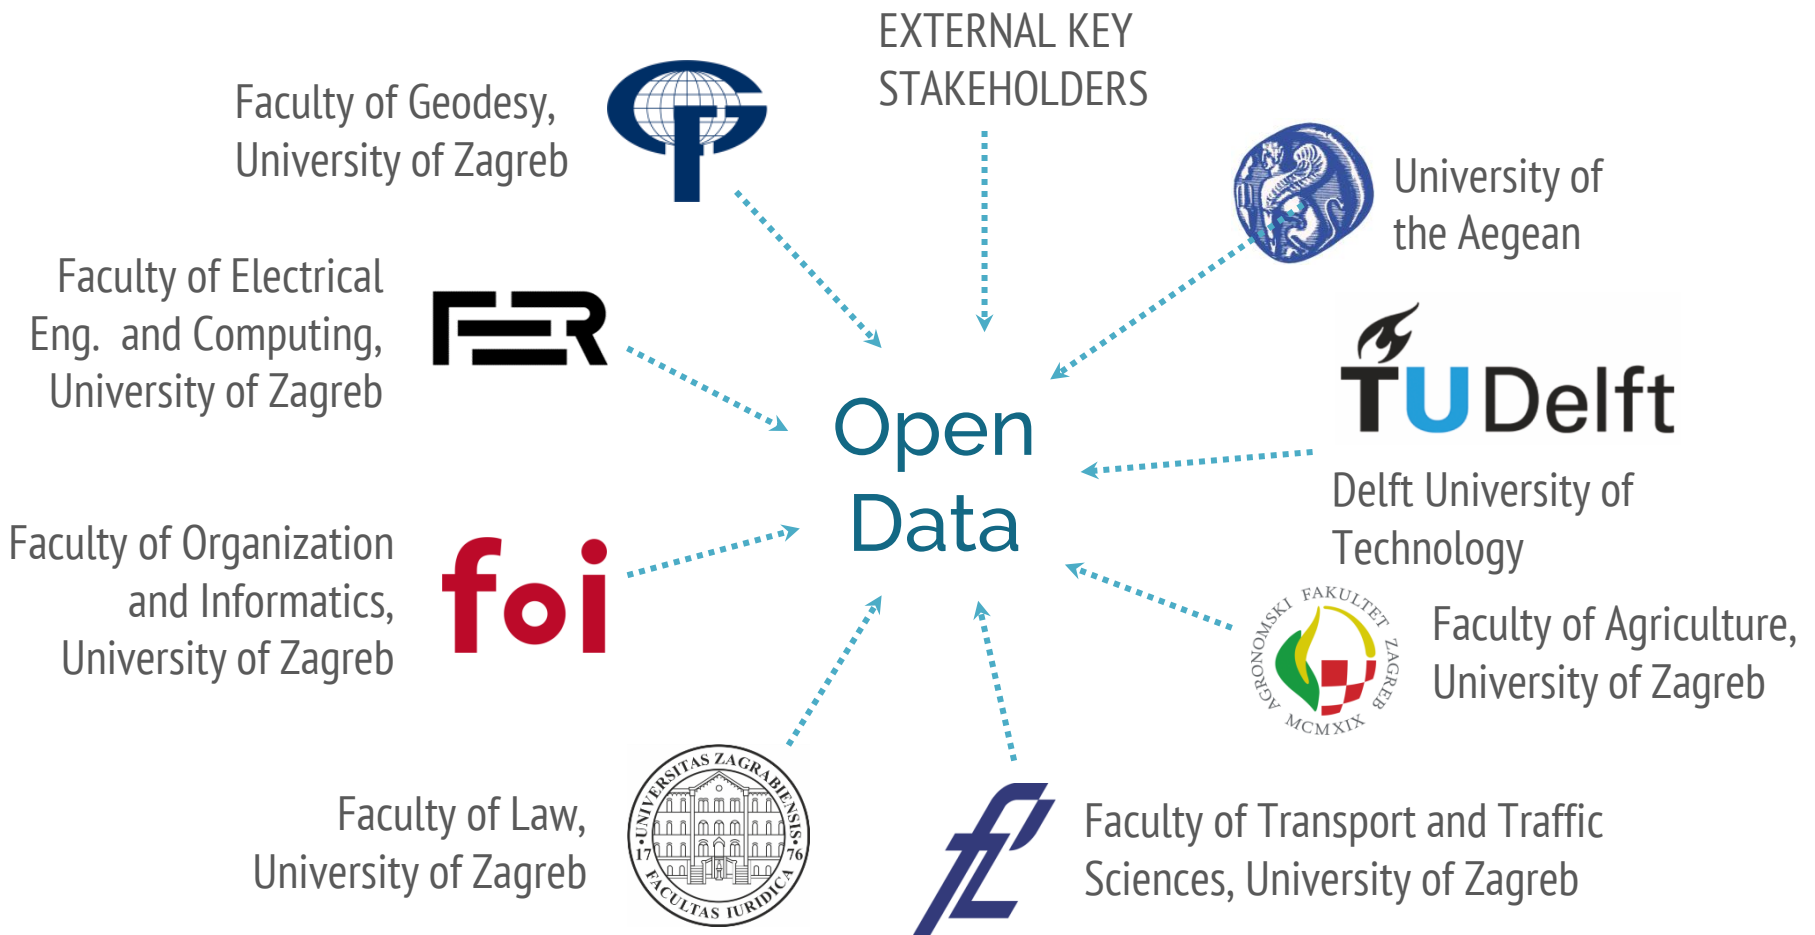 EXTERNAL KEY
STAKEHOLDERS
Faculty of Geodesy,
University of Zagreb
University of
the Aegean
Faculty of Electrical
Eng.  and Computing,
University of Zagreb
FER
TUDelft
Delft University of
Technology
Open
Data
Faculty of Organization
and Informatics,
University of Zagreb
foi
AGRONOMSKI FAKULTET ZAGREB
MCMXIX
Faculty of Agriculture,
University of Zagreb
Faculty of Law,
University of Zagreb
UNIVERSITAS ZAGRABIENSIS
17 76
FACULTAS IURIDICA
Faculty of Transport and Traffic
Sciences, University of Zagreb